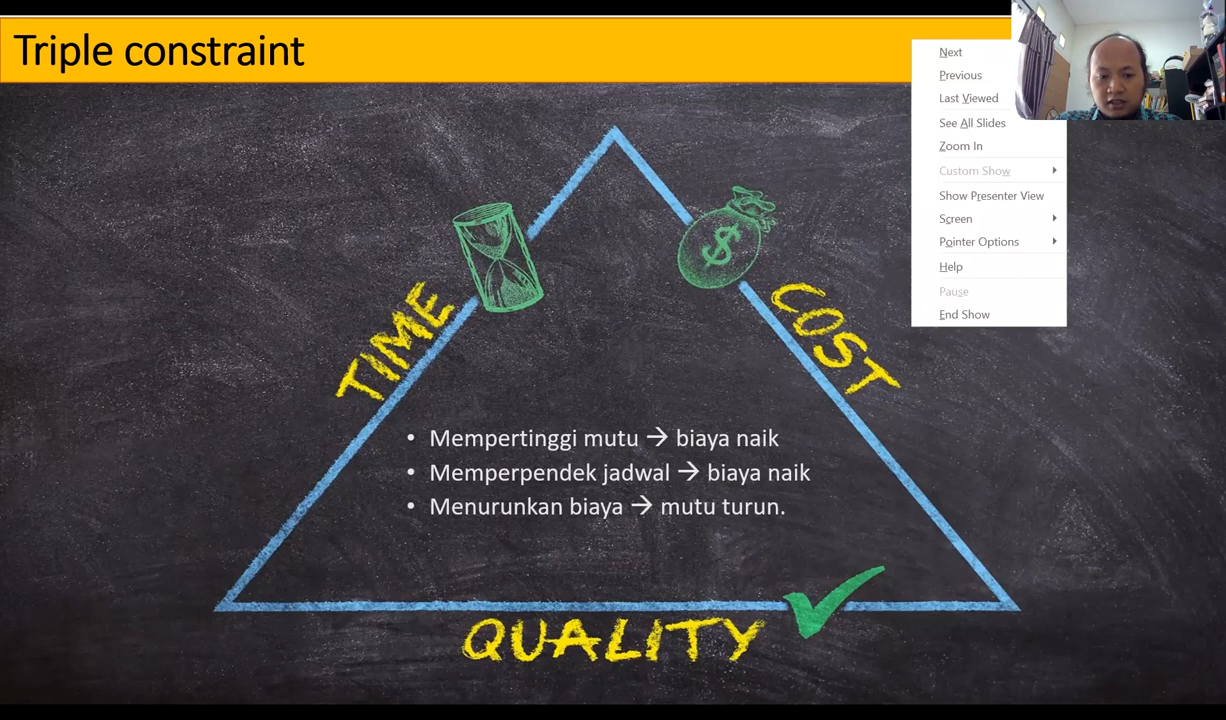 Triple constraint
Next
Previous
Last Viewed
See All Slides
Zoom In
Custom Show
Show Presenter View
Screen
Pointer Options
Help
Pause
End Show
TIME
COST
• Mempertinggi mutu → biaya naik
• Memperpendek jadwal → biaya naik
• Menurunkan biaya → mutu turun.
QUALITY